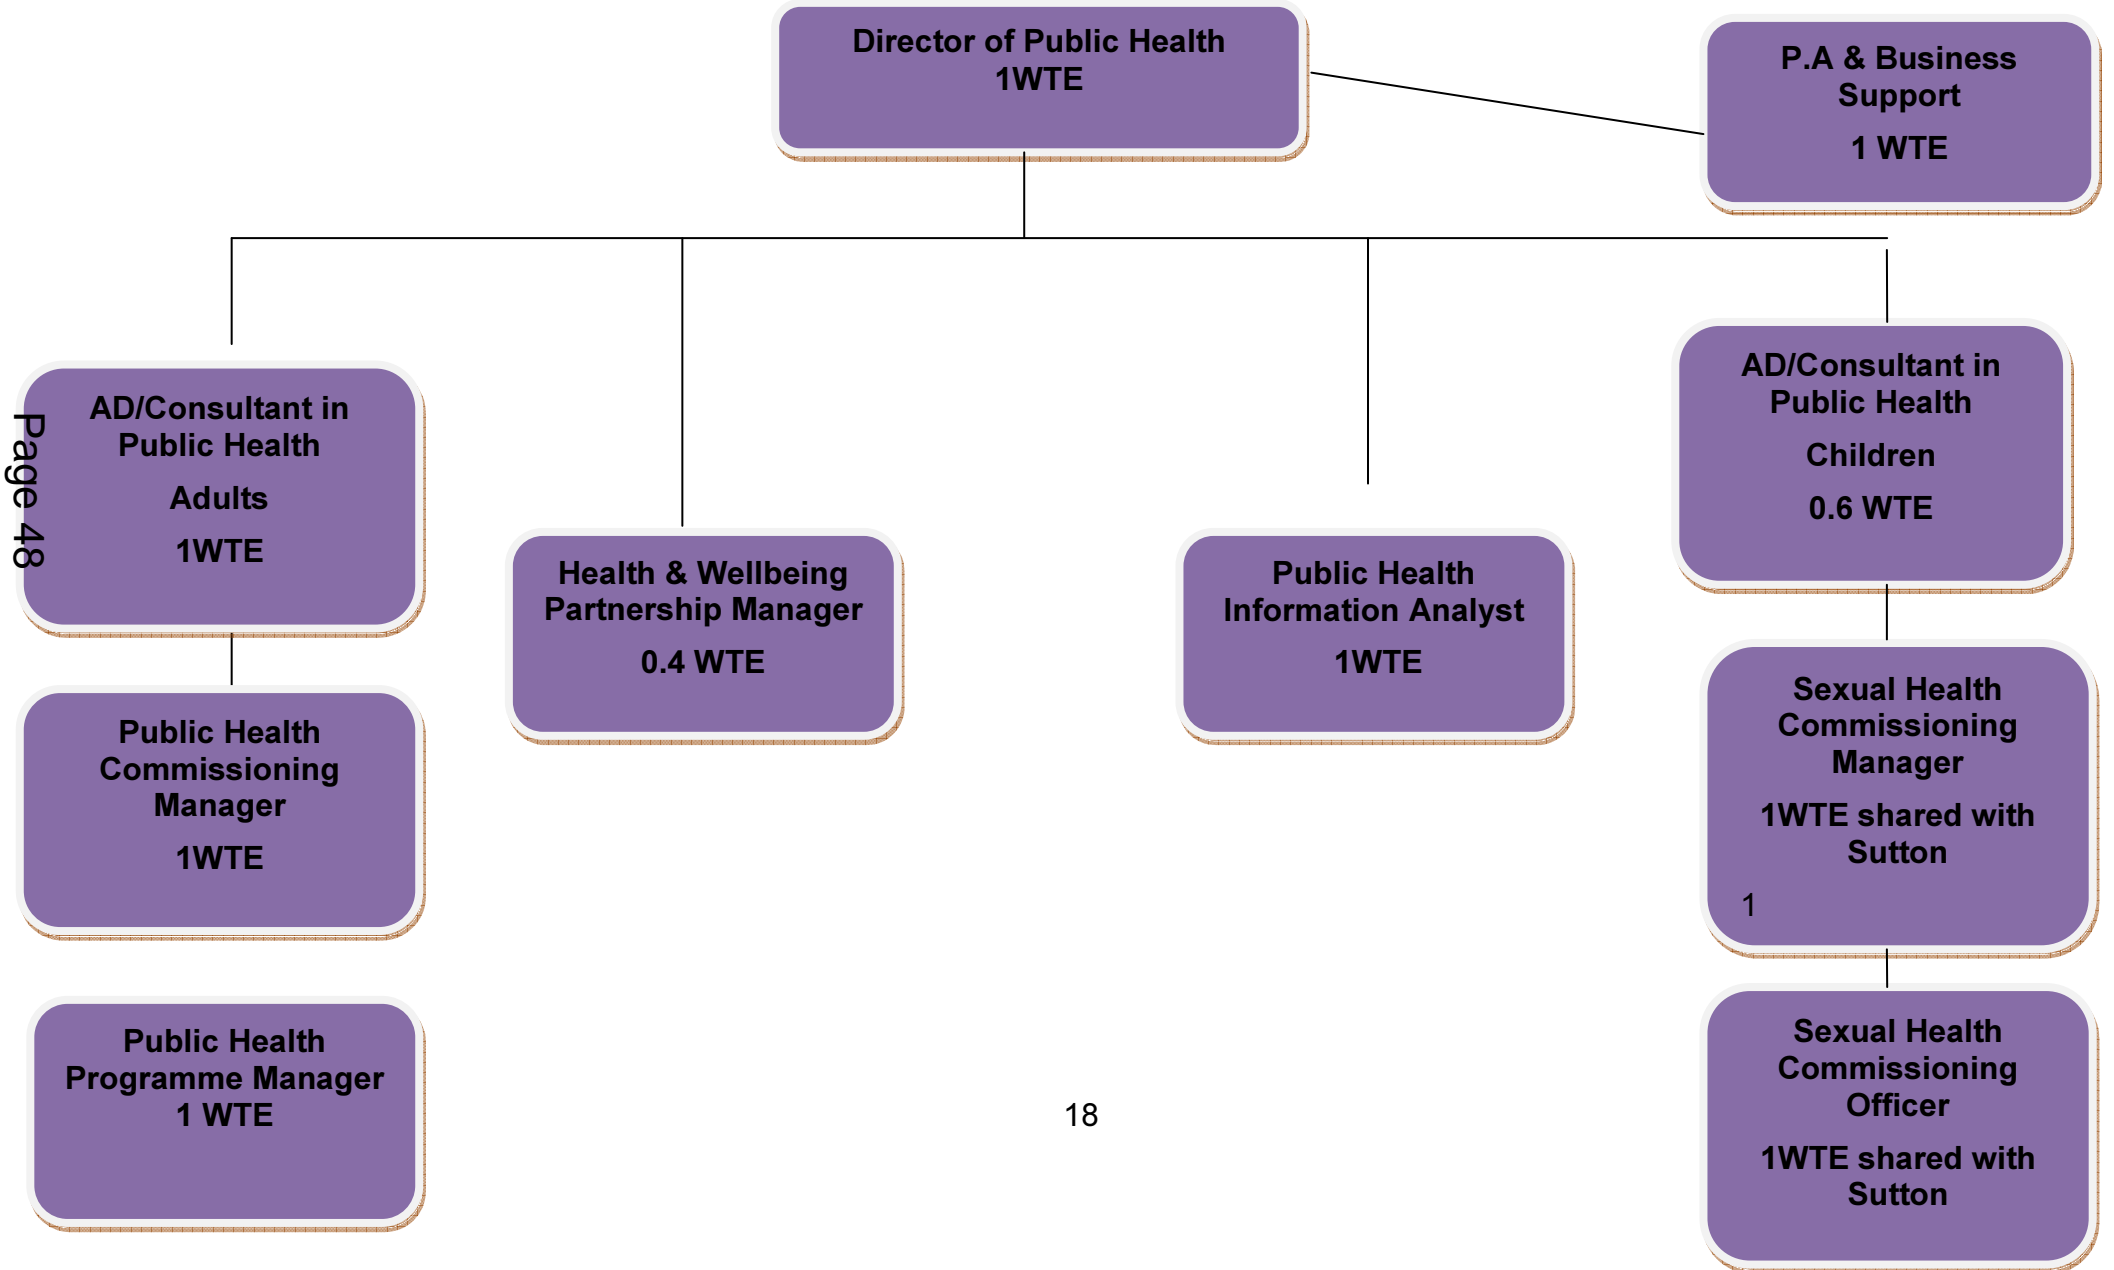 Director of Public Health
1WTE
P.A & Business
Support
1 WTE
AD/Consultant in
Public Health
Adults
1WTE
Health & Wellbeing
Partnership Manager
0.4 WTE
Public Health
Information Analyst
1WTE
AD/Consultant in
Public Health
Children
0.6 WTE
Public Health
Commissioning
Manager
1WTE
Sexual Health
Commissioning
Manager
1WTE shared with
Sutton
1
Public Health
Programme Manager
1 WTE
Sexual Health
Commissioning
Officer
1WTE shared with
Sutton
18
Page 48